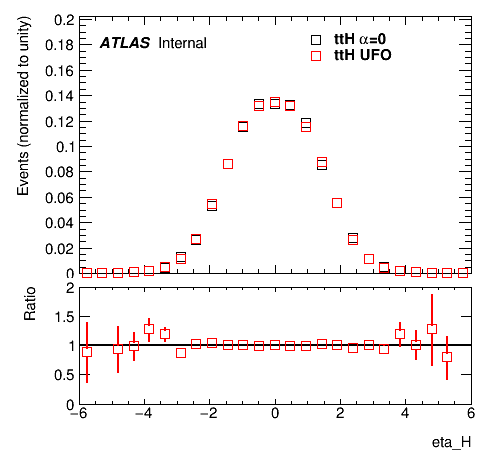 Events (normalized to unity)
0.2
0.18
0.16
0.14
0.12
0.1
0.08
0.06
0.04
0.02
0
ATLAS Internal
ttH α=0
ttH UFO
Ratio
2
1.5
1
0.5
0
−6 −4 −2 0 2 4 6
eta_H